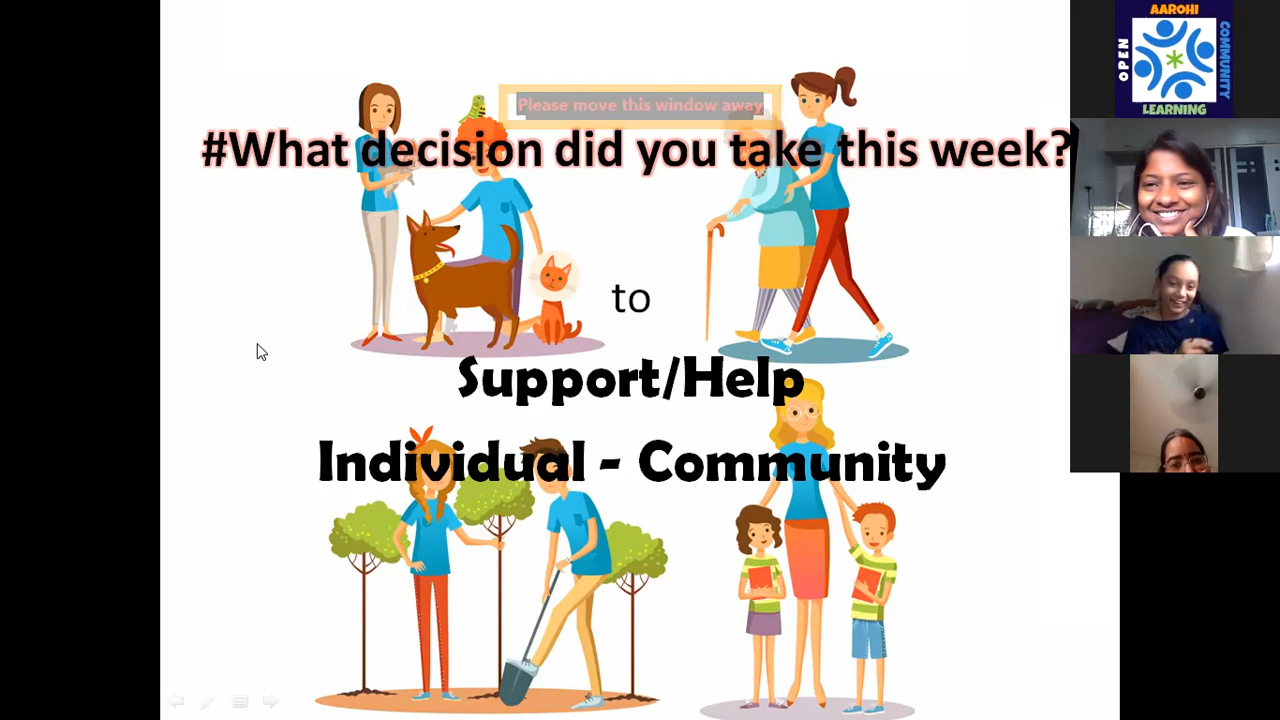 Please move this window away
#What decision did you take this week?
to
Support/Help
Individual - Community
AAROHI
OPEN
COMMUNITY
LEARNING